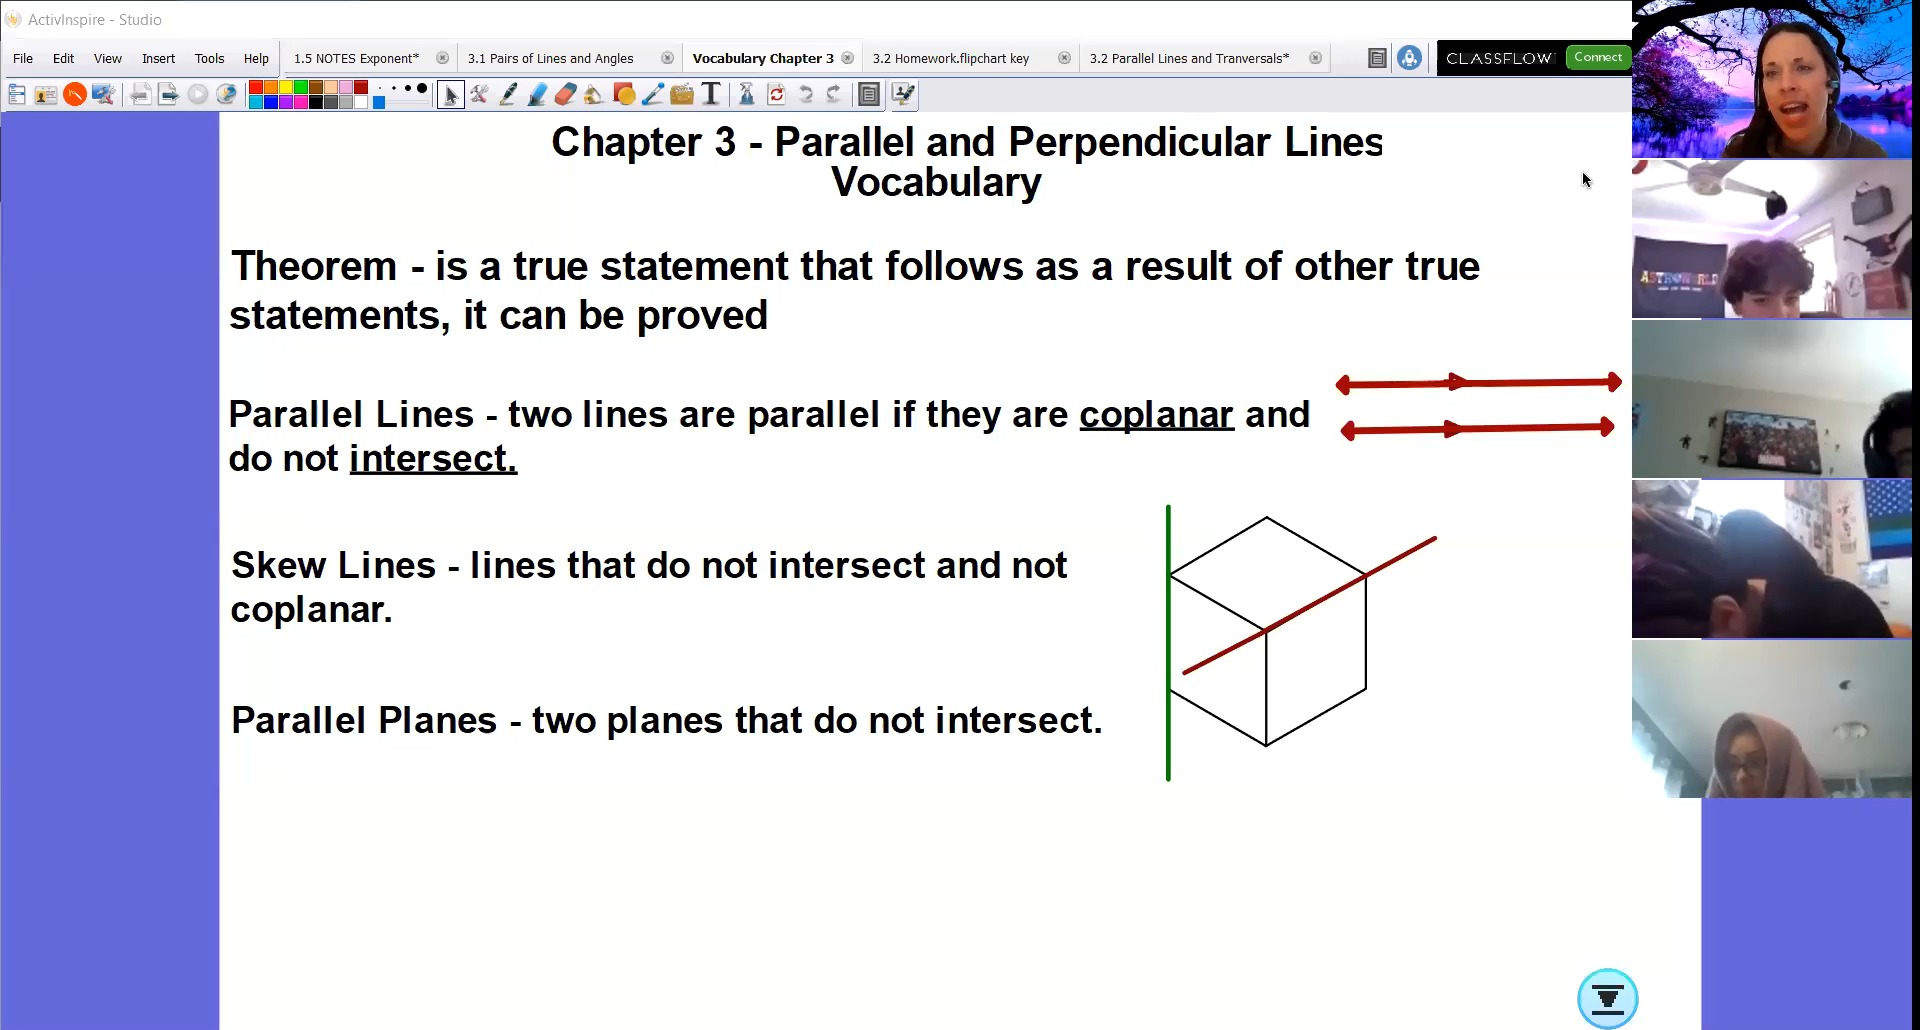 ActivInspire - Studio
File Edit View Insert Tools Help 1.5 NOTES Exponent* 3.1 Pairs of Lines and Angles Vocabulary Chapter 3 3.2 Homework.flipchart key 3.2 Parallel Lines and Tranversals* CLASSFLOW Connect
Chapter 3 - Parallel and Perpendicular Lines
Vocabulary
Theorem - is a true statement that follows as a result of other true
statements, it can be proved
Parallel Lines - two lines are parallel if they are coplanar and
do not intersect.
Skew Lines - lines that do not intersect and not
coplanar.
Parallel Planes - two planes that do not intersect.
ASTROWORLD
MARVEL